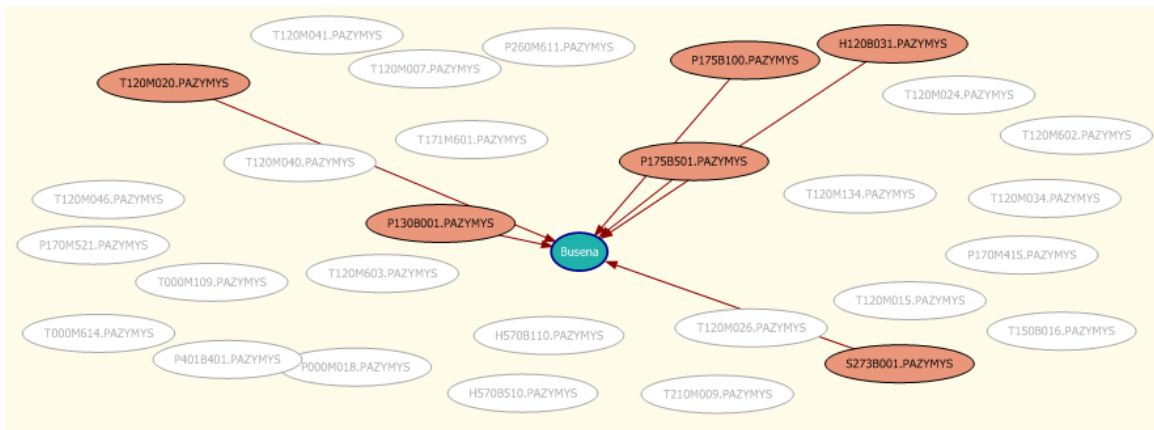 T120M041.PAZYMYS
P260M611.PAZYMYS
H120B031.PAZYMYS
P175B100.PAZYMYS
T120M007.PAZYMYS
T120M020.PAZYMYS
T120M024.PAZYMYS
T120M602.PAZYMYS
T171M601.PAZYMYS
T120M040.PAZYMYS
P175B501.PAZYMYS
T120M134.PAZYMYS
T120M034.PAZYMYS
T120M046.PAZYMYS
P130B001.PAZYMYS
P170M521.PAZYMYS
Busena
P170M415.PAZYMYS
T120M603.PAZYMYS
T000M109.PAZYMYS
T120M015.PAZYMYS
T120M026.PAZYMYS
T150B016.PAZYMYS
T000M614.PAZYMYS
H570B110.PAZYMYS
P401B401.PAZYMYS
P000M018.PAZYMYS
S273B001.PAZYMYS
H570B510.PAZYMYS
T210M009.PAZYMYS